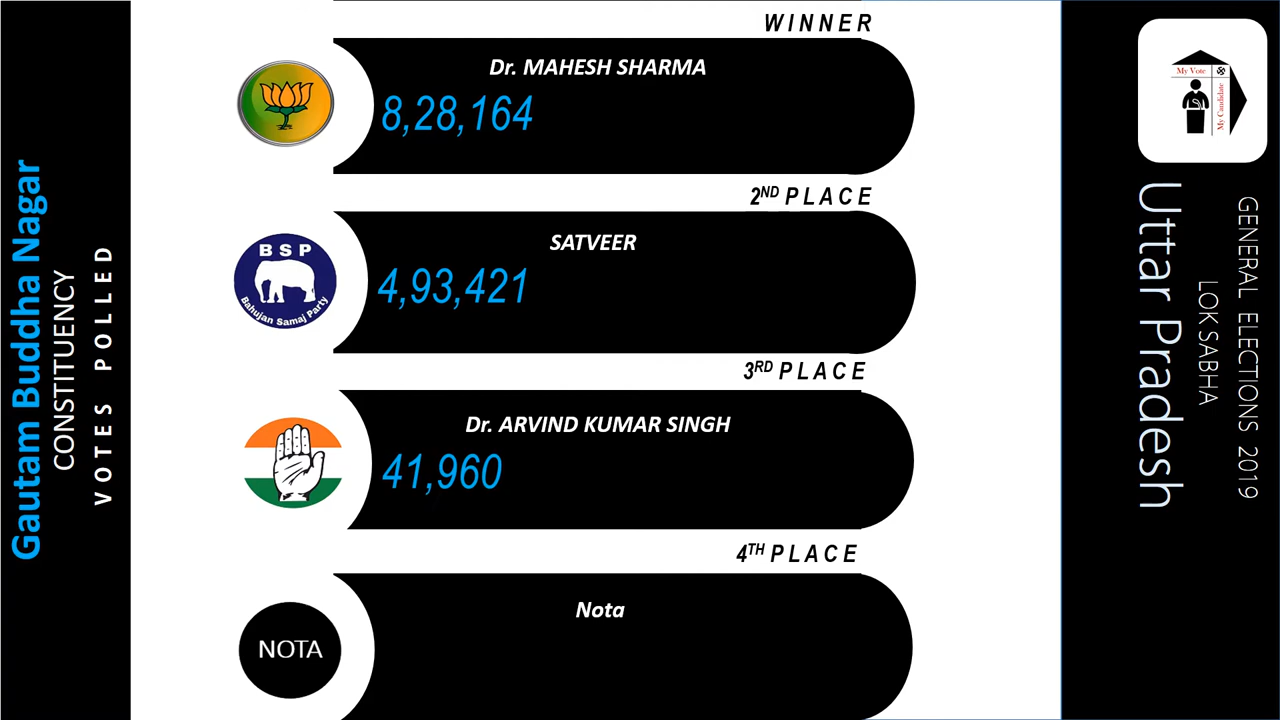 Gautam Buddha Nagar
CONSTITUENCY
VOTES POLLED
WINNER
Dr. MAHESH SHARMA
8,28,164
2ND PLACE
BSP
Bahujan Samaj Party
SATVEER
4,93,421
3RD PLACE
Dr. ARVIND KUMAR SINGH
41,960
4TH PLACE
NOTA
Nota
My Vote
My Candidate
GENERAL ELECTIONS 2019
LOK SABHA
Uttar Pradesh